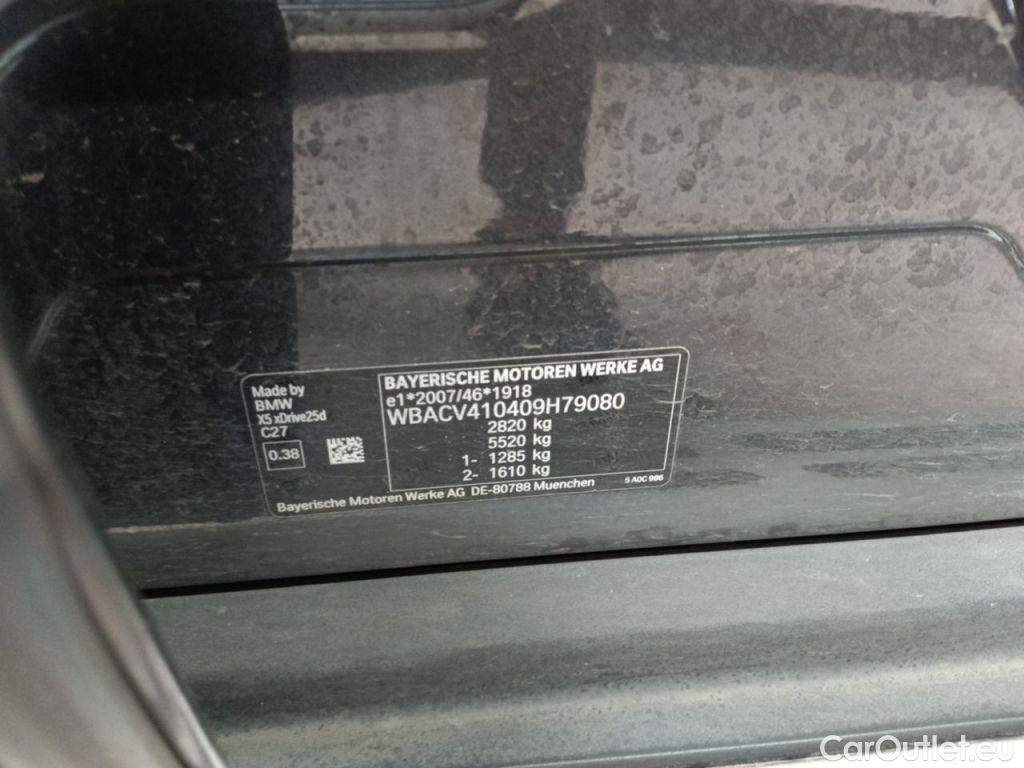 Made by
BMW
X5 xDrive25d
C27
0.38
BAYERISCHE MOTOREN WERKE AG
e1*2007/46*1918
WBACV410409H79080
2820 kg
5520 kg
1- 1285 kg
2- 1610 kg
Bayerische Motoren Werke AG DE-80788 Muenchen
5 A0C 986
CarOutlet.eu